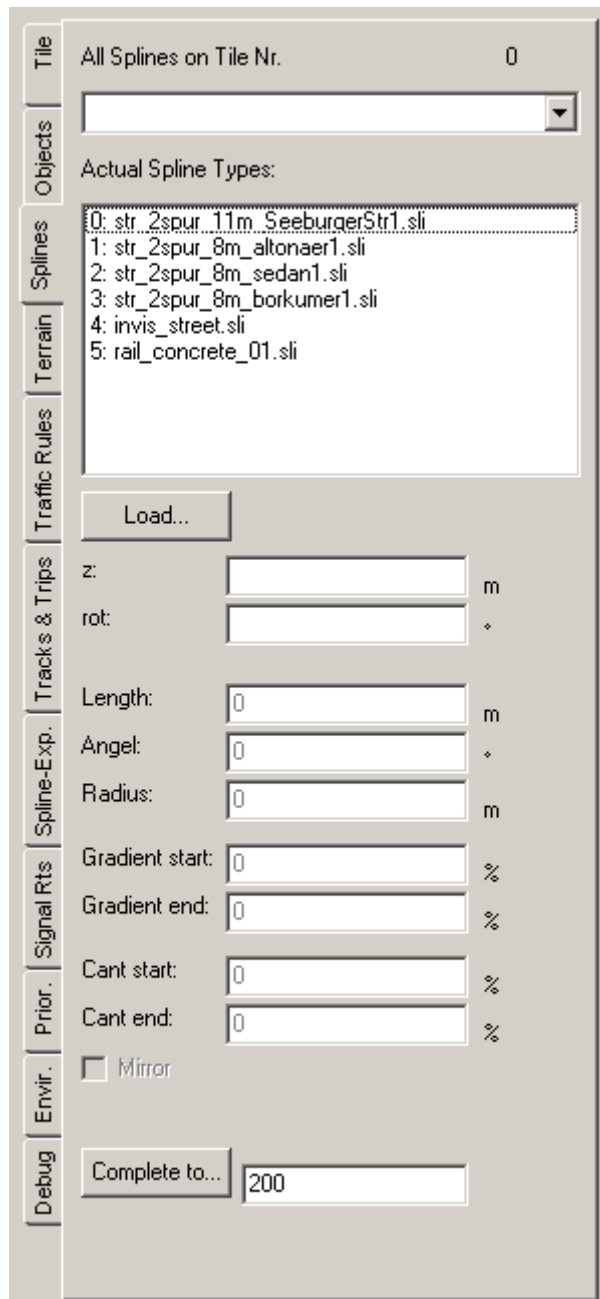 Tile
Objects
Splines
Terrain
Traffic Rules
Tracks & Trips
Spline-Exp.
Signal Rts
Prior.
Envir.
Debug
All Splines on Tile Nr. 0
Actual Spline Types:
0: str_2spur_11m_SeeburgerStr1.sli
1: str_2spur_8m_altonaer1.sli
2: str_2spur_8m_sedan1.sli
3: str_2spur_8m_borkumer1.sli
4: invis_street.sli
5: rail_concrete_01.sli
Load...
z: m
rot: °
Length: 0 m
Angel: 0 °
Radius: 0 m
Gradient start: 0 %
Gradient end: 0 %
Cant start: 0 %
Cant end: 0 %
Mirror
Complete to... 200